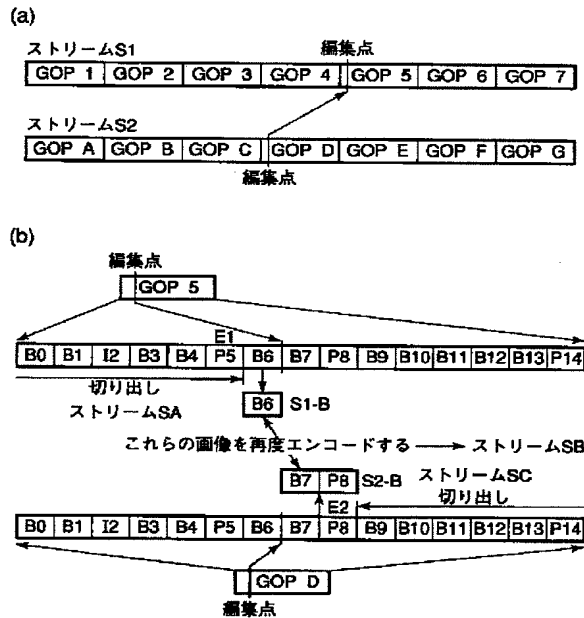 (a)
ストリームS1
編集点
GOP 1 GOP 2 GOP 3 GOP 4 GOP 5 GOP 6 GOP 7
ストリームS2
GOP A GOP B GOP C GOP D GOP E GOP F GOP G
編集点
(b)
編集点
GOP 5
E1
B0 B1 I2 B3 B4 P5 B6 B7 P8 B9 B10 B11 B12 B13 P14
切り出し
ストリームSA
B6 S1-B
これらの画像を再度エンコードする ストリームSB
B7 P8 S2-B
ストリームSC
E2
切り出し
B0 B1 I2 B3 B4 P5 B6 B7 P8 B9 B10 B11 B12 B13 P14
GOP D
編集点